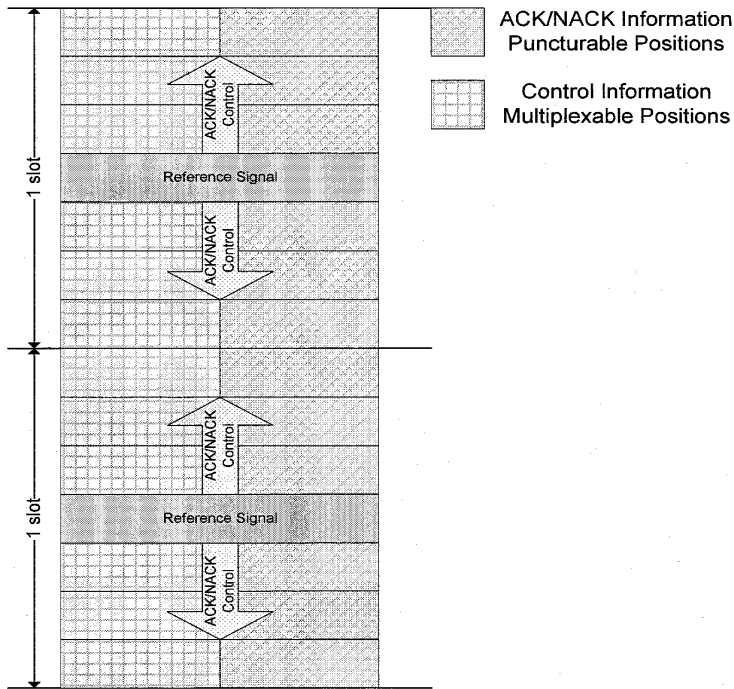 ACK/NACK Information
Puncturable Positions
Control Information
Multiplexable Positions
1 slot
ACK/NACK
Control
Reference Signal
ACK/NACK
Control
1 slot
ACK/NACK
Control
Reference Signal
ACK/NACK
Control